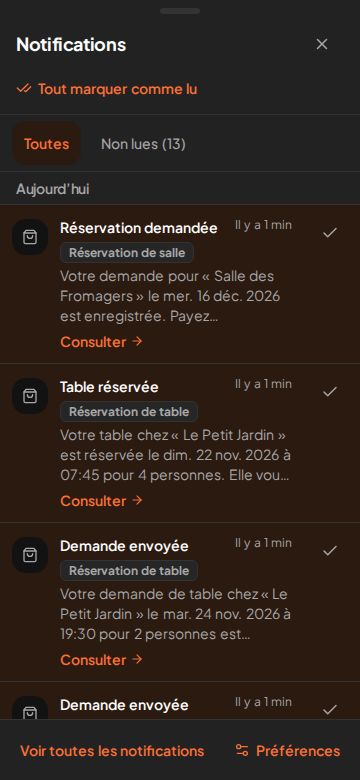 Notifications
Tout marquer comme lu
Toutes
Non lues (13)
Aujourd'hui
Réservation demandée
Il y a 1 min
Réservation de salle
Votre demande pour « Salle des
Fromagers » le mer. 16 déc. 2026
est enregistrée. Payez...
Consulter →
Table réservée
Il y a 1 min
Réservation de table
Votre table chez « Le Petit Jardin »
est réservée le dim. 22 nov. 2026 à
07:45 pour 4 personnes. Elle vou...
Consulter →
Demande envoyée
Il y a 1 min
Réservation de table
Votre demande de table chez « Le
Petit Jardin » le mar. 24 nov. 2026 à
19:30 pour 2 personnes est...
Consulter →
Demande envoyée
Il y a 1 min
Voir toutes les notifications
Préférences